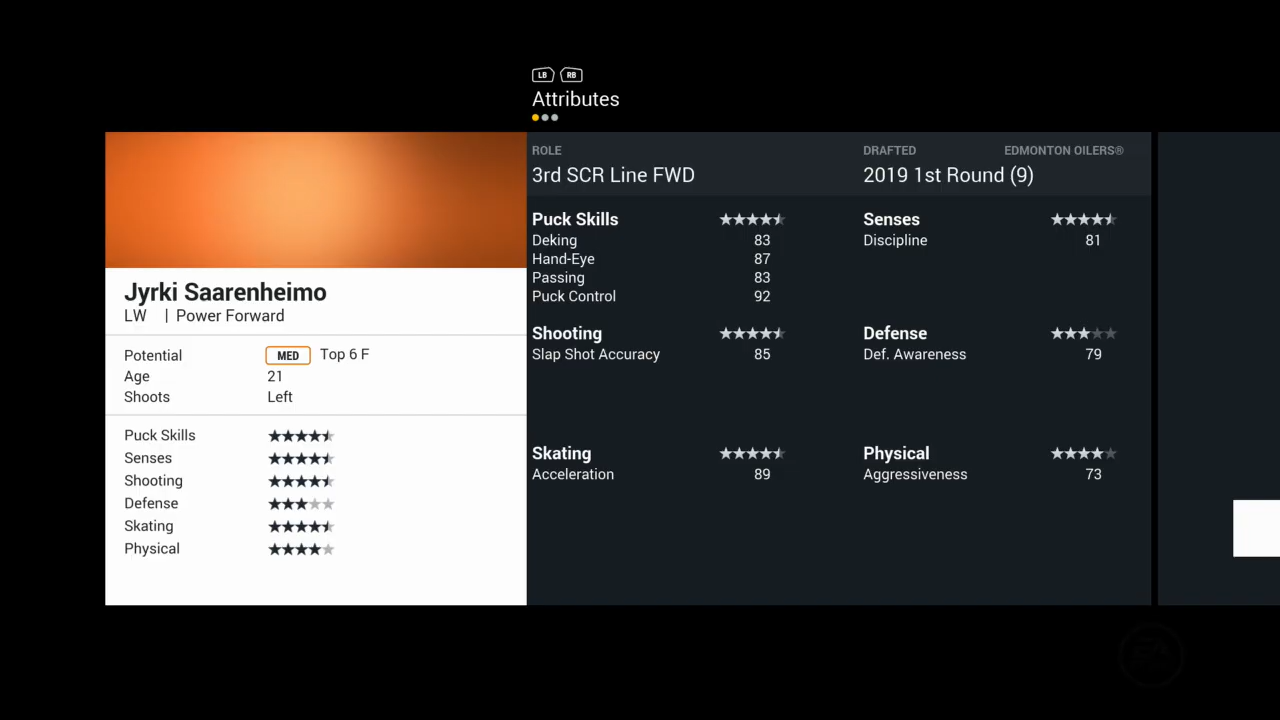 LB RB
Attributes
ROLE DRAFTED EDMONTON OILERS®
3rd SCR Line FWD 2019 1st Round (9)
Puck Skills Senses
Deking 83 Discipline 81
Hand-Eye 87
Passing 83
Puck Control 92
Shooting Defense
Slap Shot Accuracy 85 Def. Awareness 79
Skating Physical
Acceleration 89 Aggressiveness 73
Jyrki Saarenheimo
LW | Power Forward
Potential MED Top 6 F
Age 21
Shoots Left
Puck Skills
Senses
Shooting
Defense
Skating
Physical